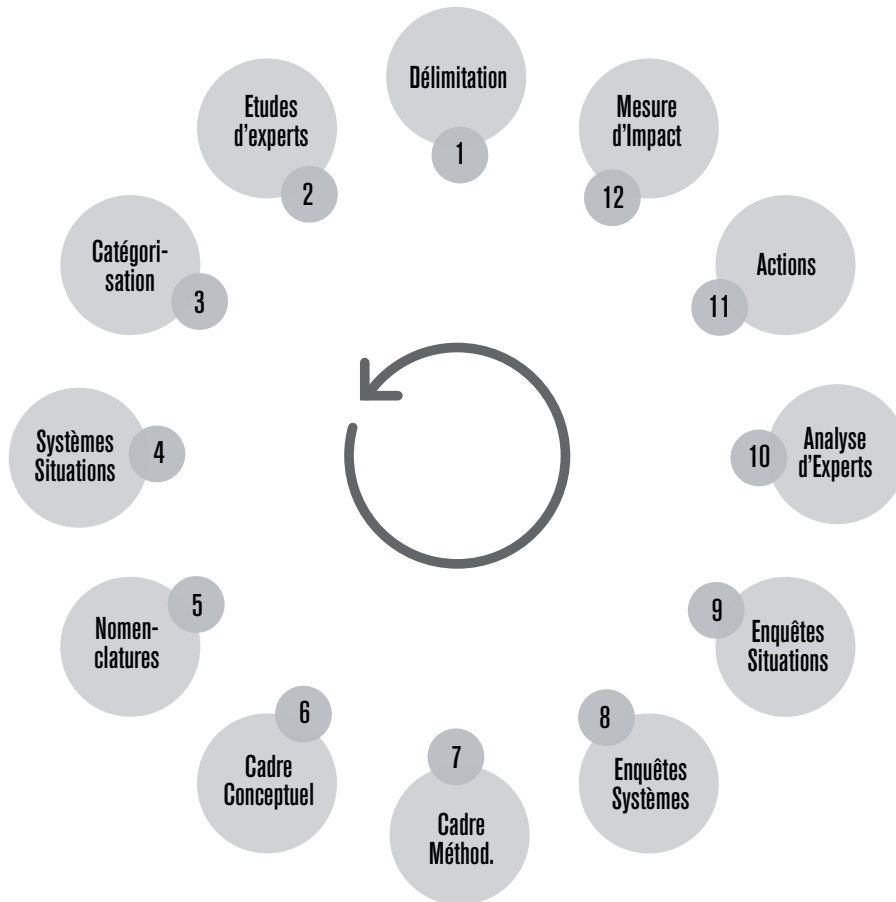 Délimitation
1
Etudes
d'experts
2
Catégori-
sation
3
Systèmes
Situations
4
Nomen-
clatures
5
Cadre
Conceptuel
6
Cadre
Méthod.
7
Enquêtes
Systèmes
8
Enquêtes
Situations
9
Analyse
d'Experts
10
Actions
11
Mesure
d'Impact
12